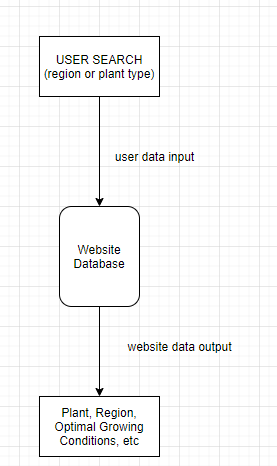 USER SEARCH
(region or plant type)
user data input
Website
Database
website data output
Plant, Region,
Optimal Growing
Conditions, etc